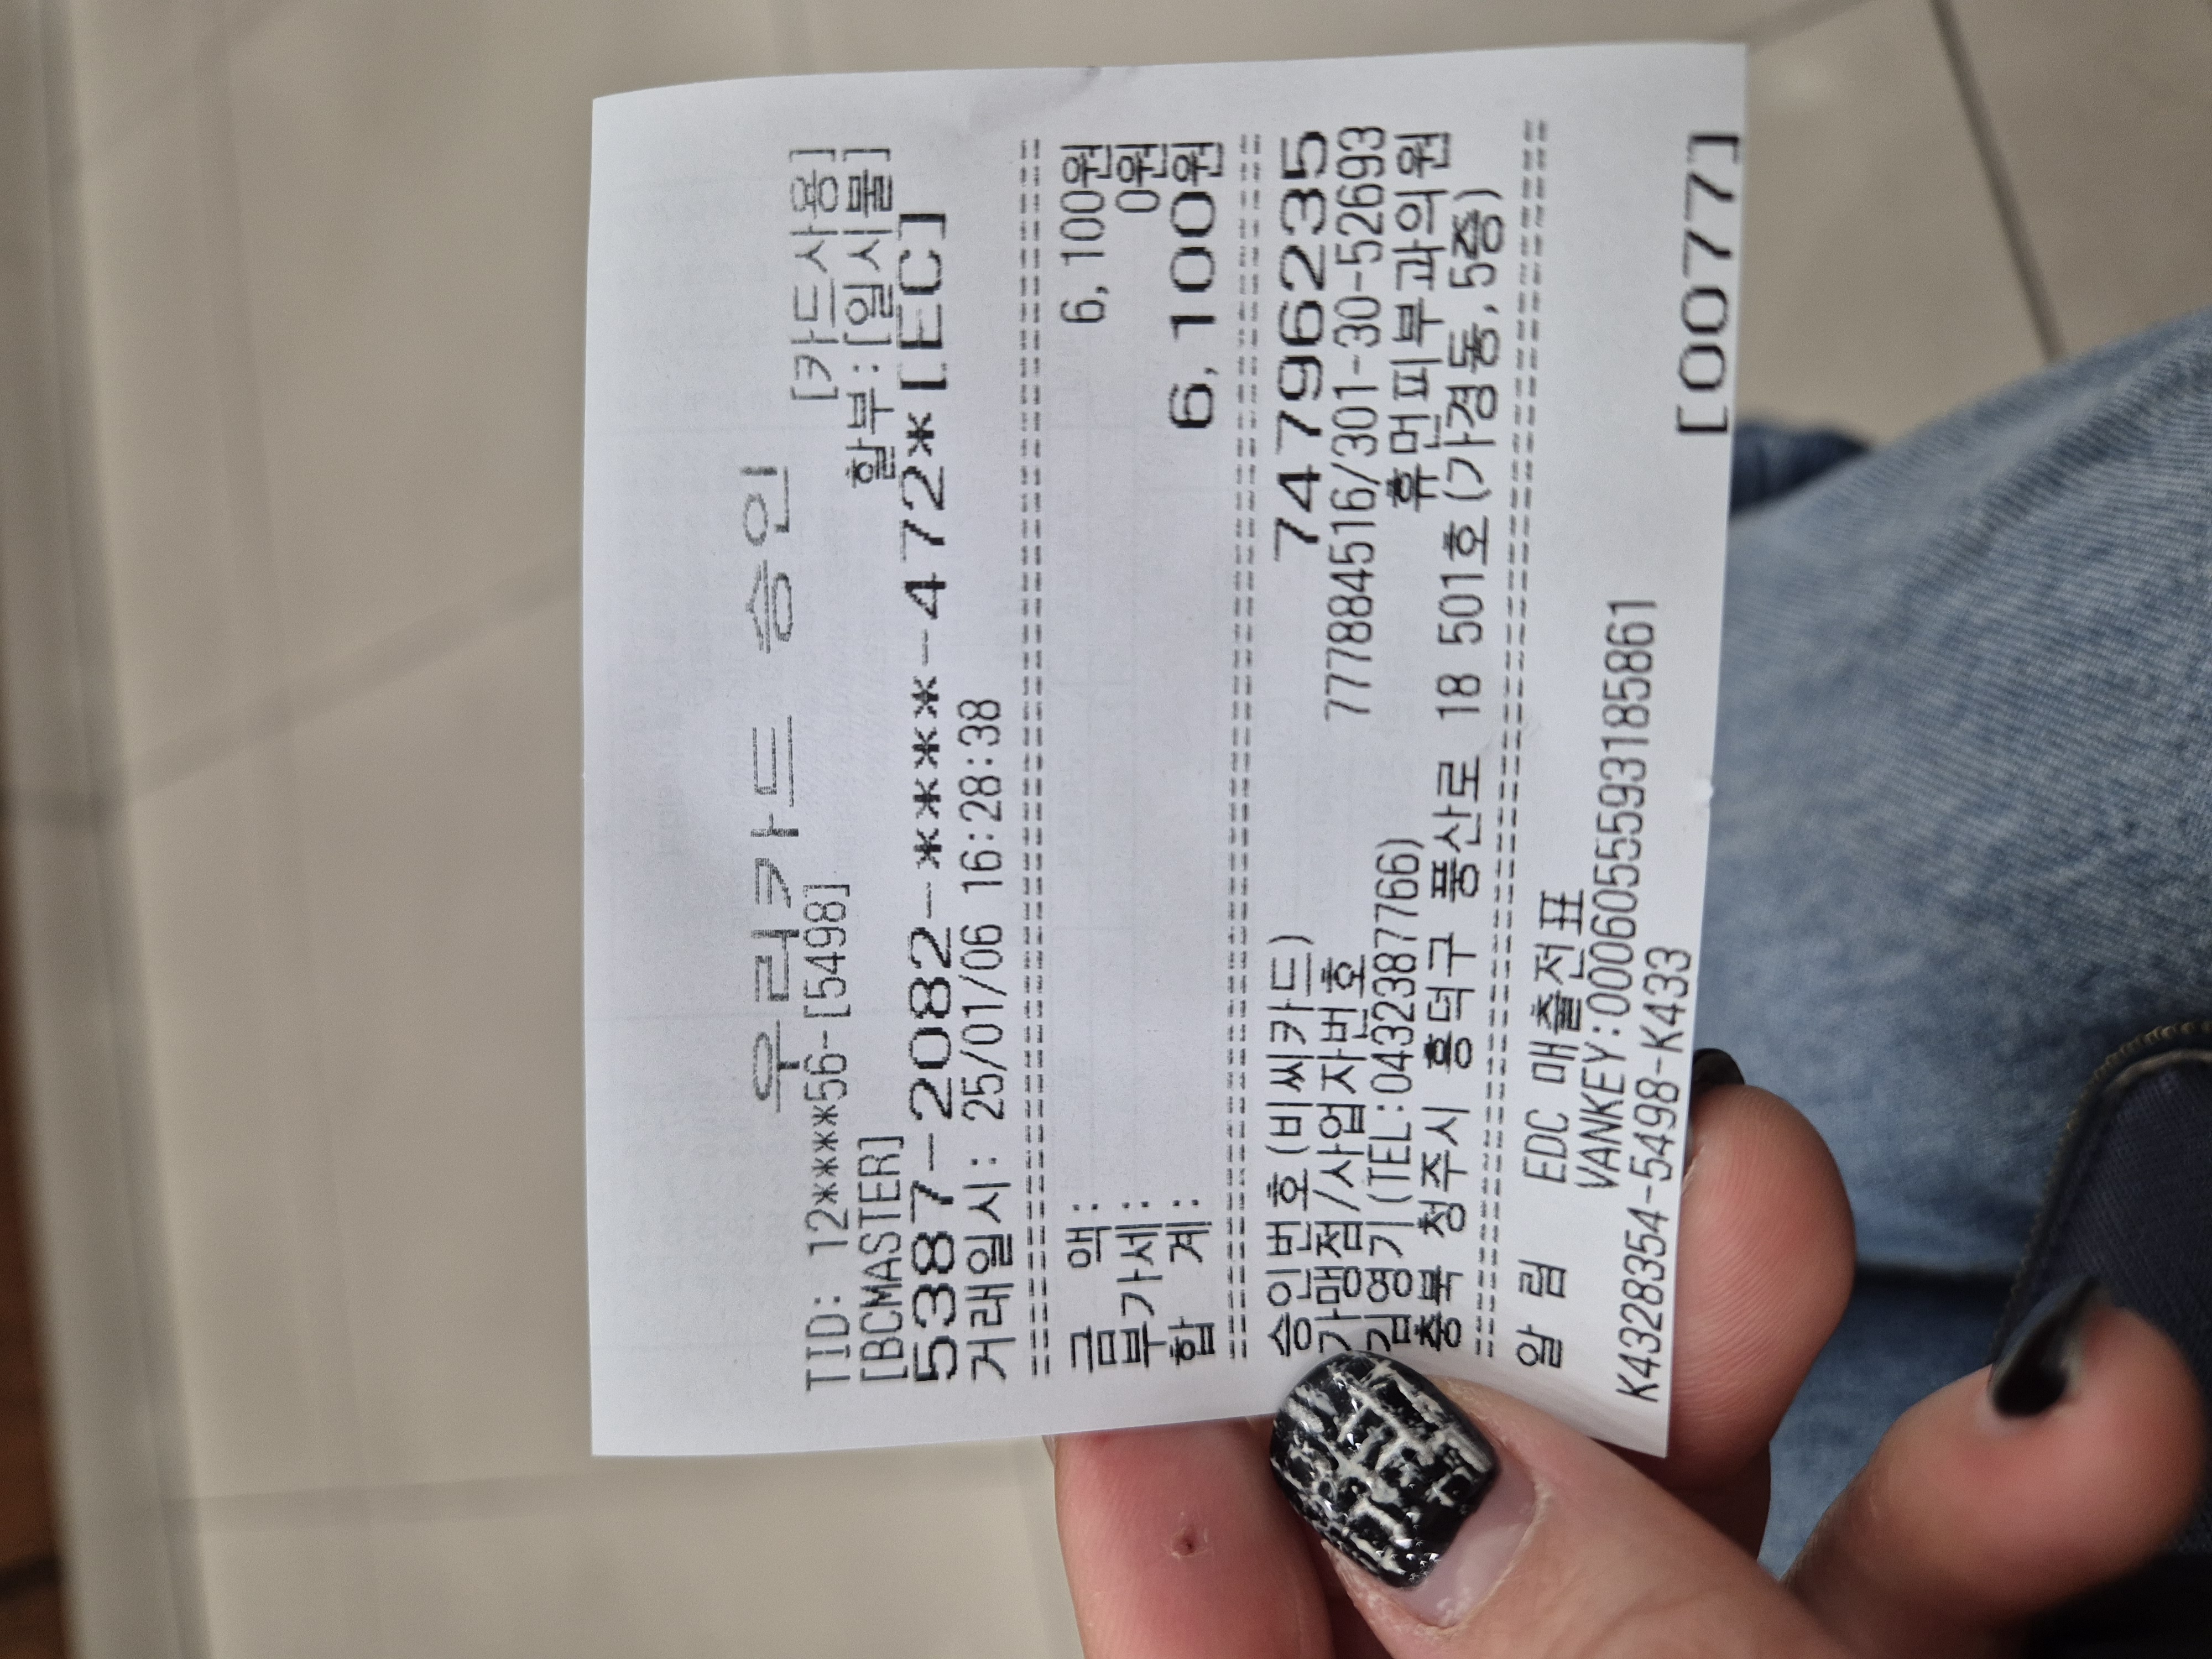 우리카드 승인
TID: 12****56-[5498] [카드사용]
[BCMASTER] 할부:[일시불]
5387-2082-****-472*[EC]
거래일시: 25/01/06 16:28:38
금 액: 6,100원
부가세: 0원
합 계: 6,100원
승인번호(비씨카드) 74796235
가맹점/사업자번호 777884516/301-30-52693
김영기(TEL:0432387766) 휴먼피부과의원
충북 청주시 흥덕구 풍산로 18 501호(가경동,5층)
알 림 EDC 매출전표
VANKEY:0006055593185861
K43283354-5498-K433 [0077]